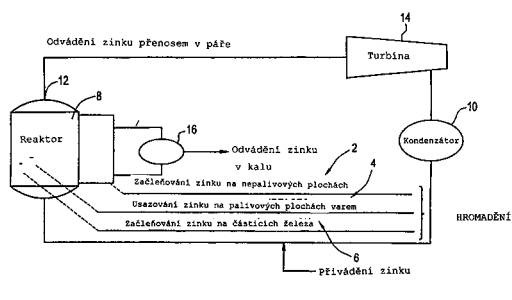 14
Odvádění zinku přenosem v páře
Turbína
12
8
10
Reaktor
16
Kondenzátor
Odvádění zinku
v kalu
2
4
Začleňování zinku na nepalivových plochách
Usazování zinku na palivových plochách varem
HROMADĚNÍ
Začleňování zinku na částicích železa
6
Přivádění zinku